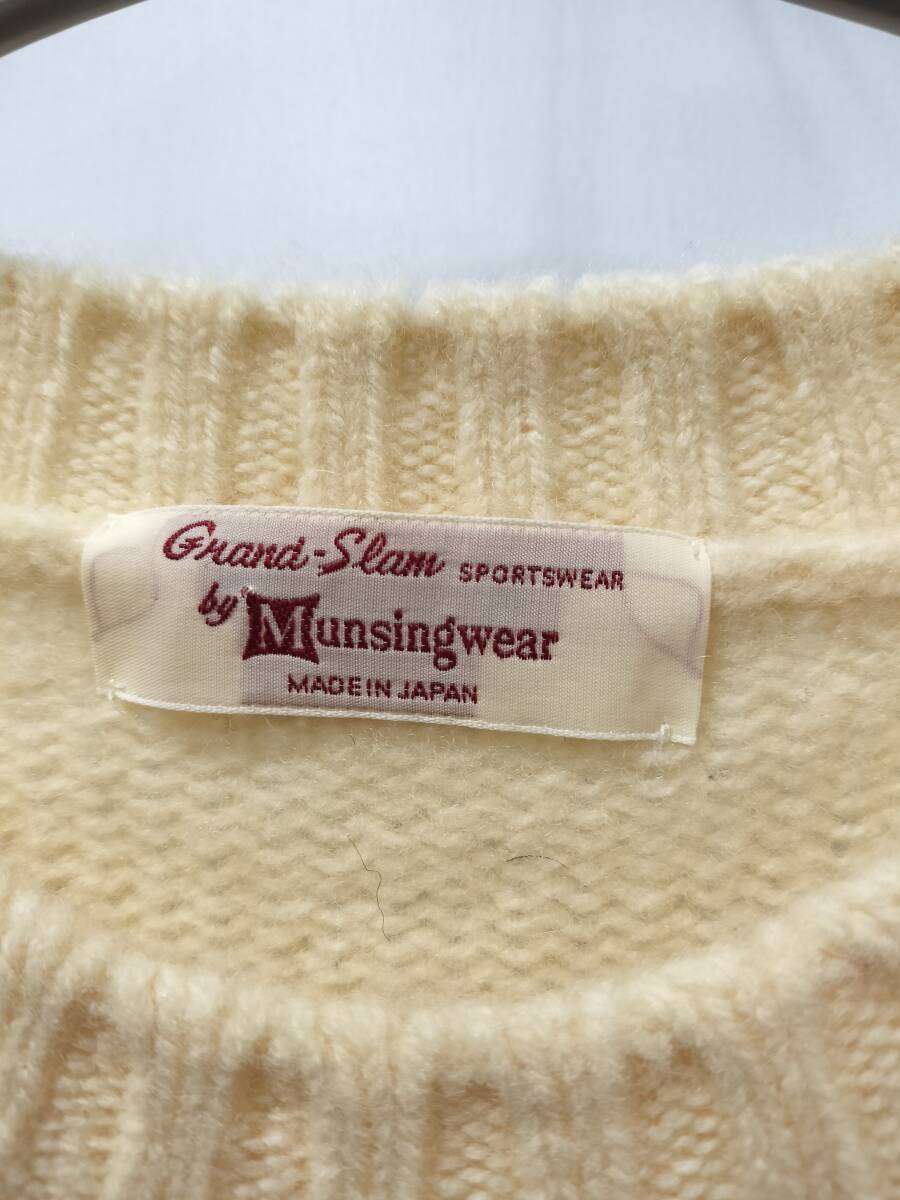 Grand-Slam SPORTSWEAR
by Munsingwear
MADE IN JAPAN